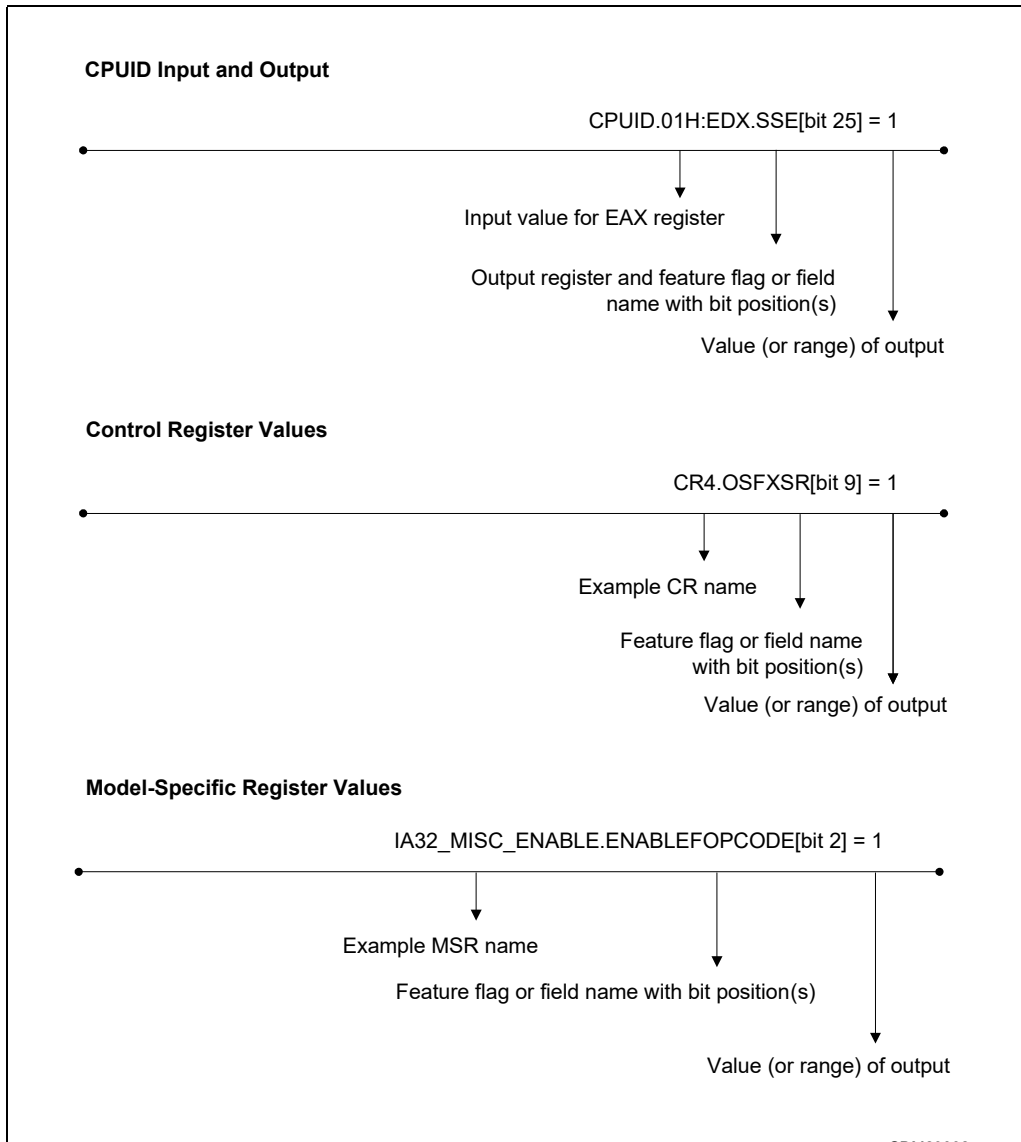 CPUID Input and Output
CPUID.01H:EDX.SSE[bit 25] = 1
Input value for EAX register
Output register and feature flag or field
name with bit position(s)
Value (or range) of output
Control Register Values
CR4.OSFXSR[bit 9] = 1
Example CR name
Feature flag or field name
with bit position(s)
Value (or range) of output
Model-Specific Register Values
IA32_MISC_ENABLE.ENABLEFOPCODE[bit 2] = 1
Example MSR name
Feature flag or field name with bit position(s)
Value (or range) of output